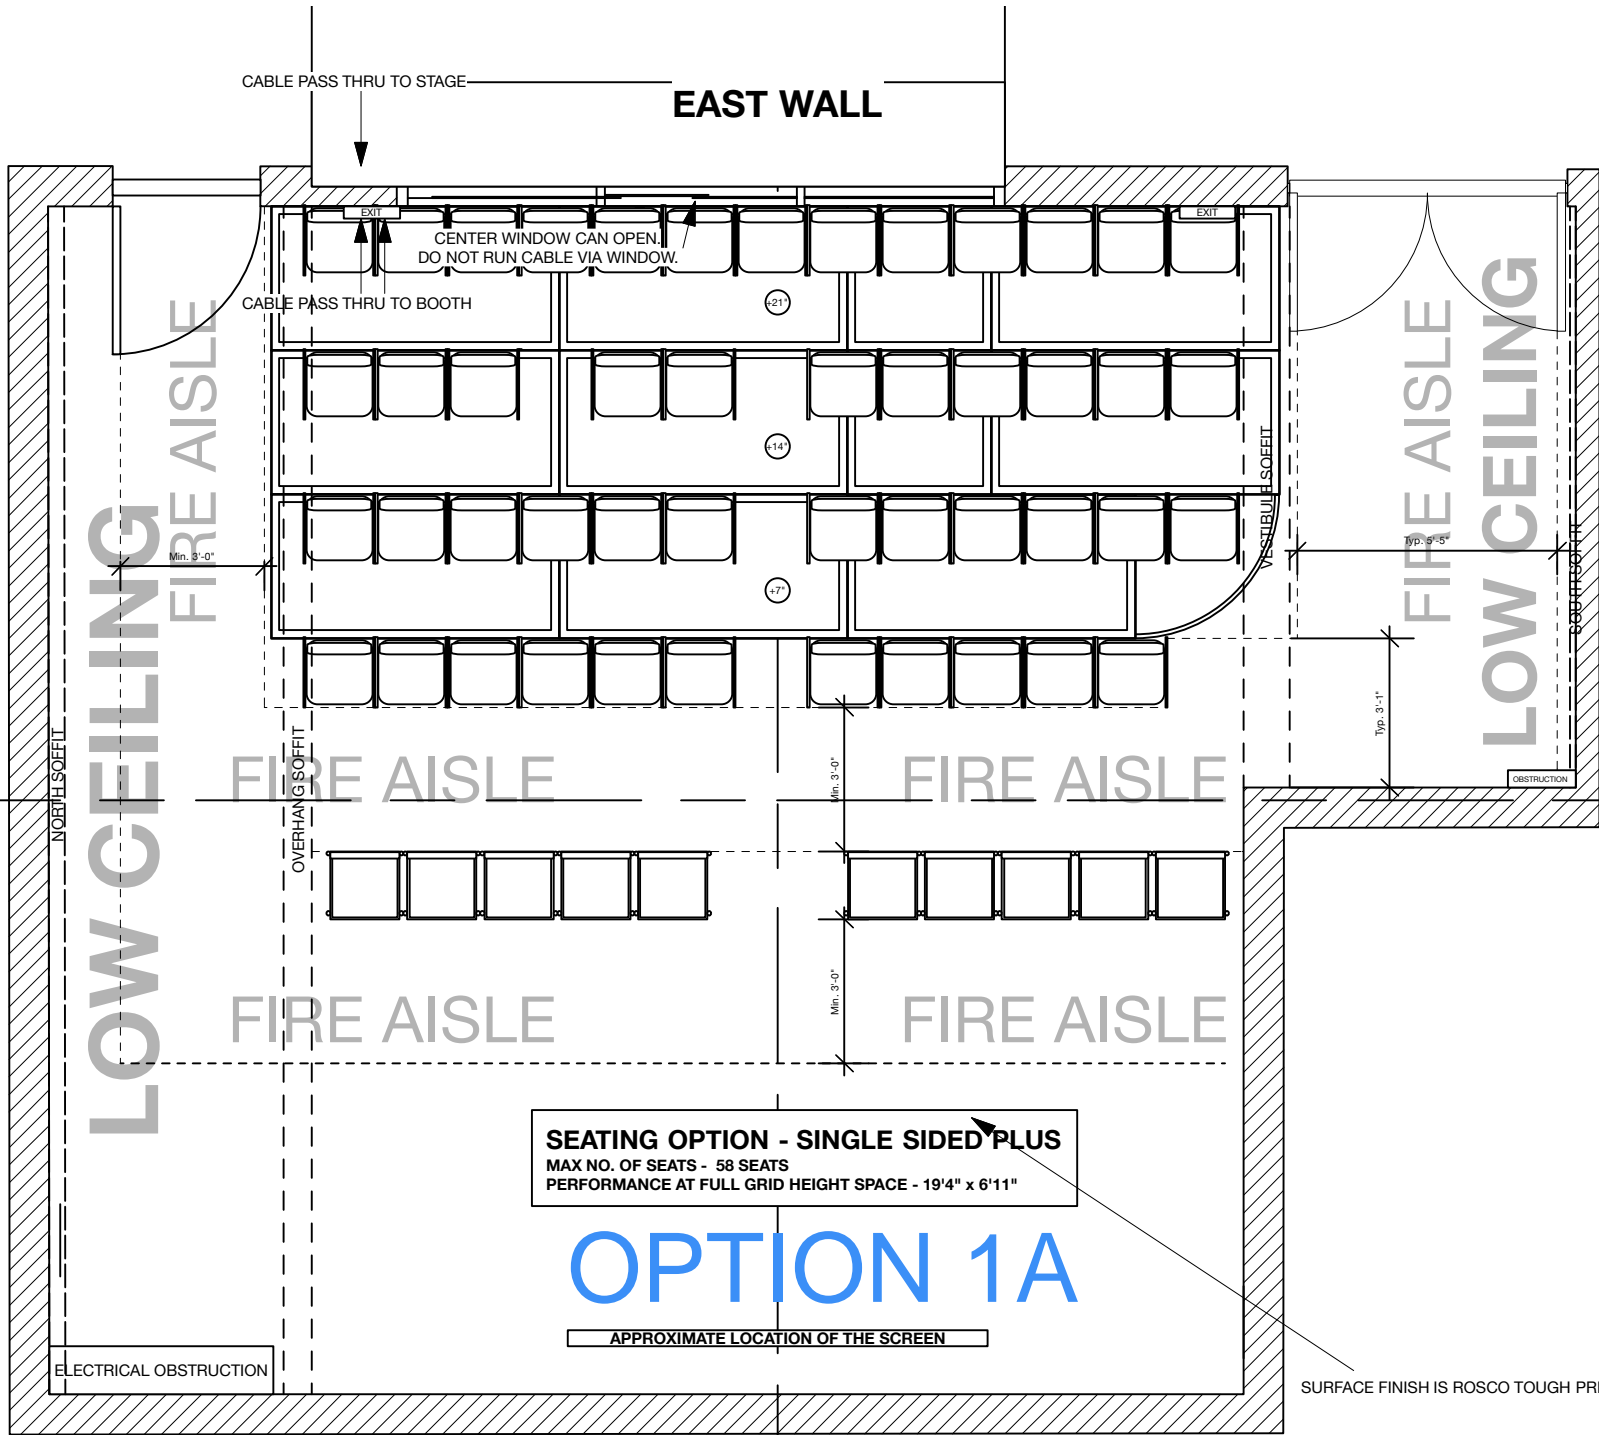 CABLE PASS THRU TO STAGE
EAST WALL
EXIT
EXIT
CENTER WINDOW CAN OPEN.
DO NOT RUN CABLE VIA WINDOW.
CABLE PASS THRU TO BOOTH
+21"
FIRE AISLE
FIRE AISLE
LOW CEILING
+14"
VESTIBULE SOFFIT
LOW CEILING
Min. 3'-0"
Typ. 5'-5"
SOUTH SOFFIT
+7"
Typ. 3'-1"
NORTH SOFFIT
OVERHANG SOFFIT
FIRE AISLE
Min. 3'-0"
FIRE AISLE
OBSTRUCTION
FIRE AISLE
Min. 3'-0"
FIRE AISLE
SEATING OPTION - SINGLE SIDED PLUS
MAX NO. OF SEATS - 58 SEATS
PERFORMANCE AT FULL GRID HEIGHT SPACE - 19'4" x 6'11"
OPTION 1A
APPROXIMATE LOCATION OF THE SCREEN
ELECTRICAL OBSTRUCTION
SURFACE FINISH IS ROSCO TOUGH PRI